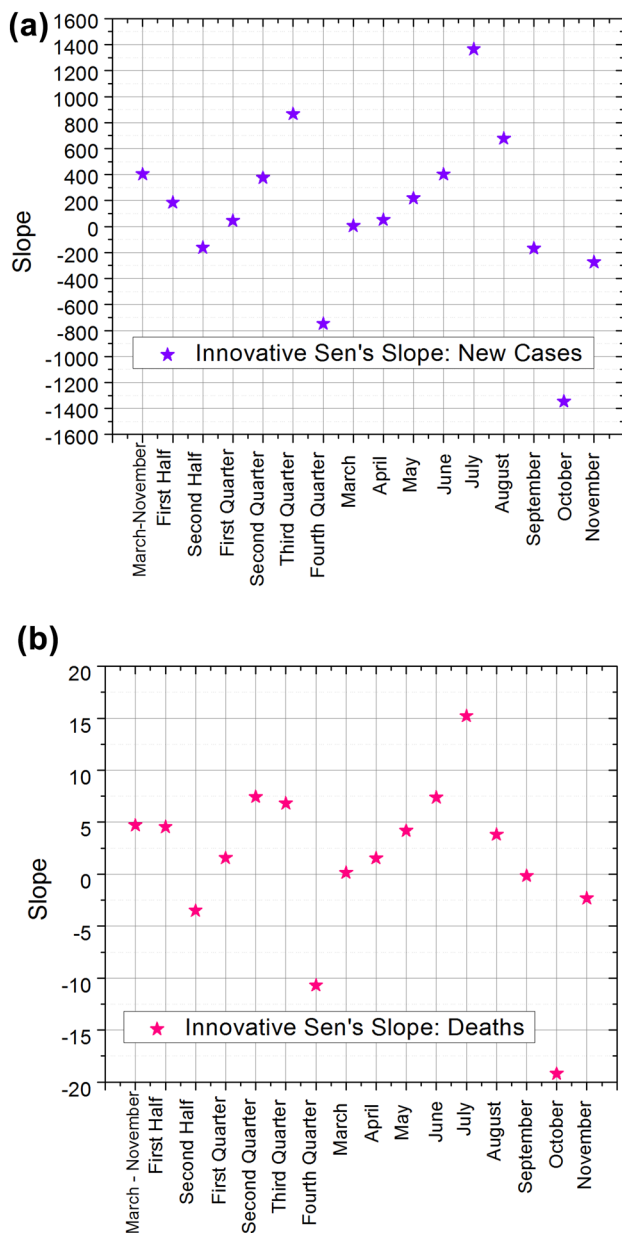 (a)
1600
1400
1200
1000
800
600
400
200
0
-200
-400
-600
-800
-1000
-1200
-1400
-1600
Slope
Innovative Sen's Slope: New Cases
March-November
First Half
Second Half
First Quarter
Second Quarter
Third Quarter
Fourth Quarter
March
April
May
June
July
August
September
October
November
(b)
20
15
10
5
0
-5
-10
-15
-20
Slope
Innovative Sen's Slope: Deaths
March - November
First Half
Second Half
First Quarter
Second Quarter
Third Quarter
Fourth Quarter
March
April
May
June
July
August
September
October
November